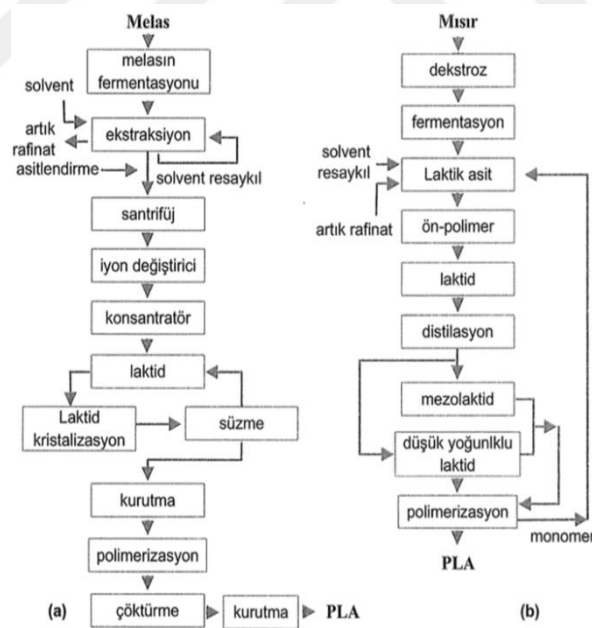 Melas
melasın
fermentasyonu
solvent
ekstraksiyon
artık
rafinat
asitlendirme
solvent resaykıl
santrifüj
iyon değiştirici
konsantratör
laktid
Laktid
kristalizasyon
süzme
kurutma
polimerizasyon
çöktürme
kurutma
PLA
(a)
Mısır
dekstroz
fermentasyon
solvent
resaykıl
Laktik asit
artık rafinat
ön-polimer
laktid
distilasyon
mezolaktid
düşük yoğunlklu
laktid
polimerizasyon
monomer
PLA
(b)